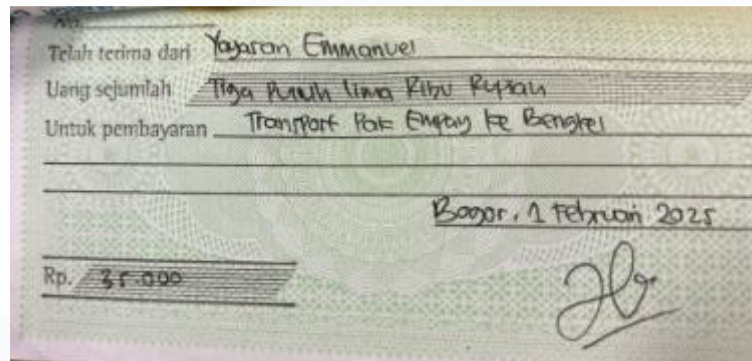 No.
Telah terima dari Yayasan Emmanuel
Uang sejumlah Tiga Puluh Lima Ribu Rupiah
Untuk pembayaran Transport Pak Empay ke Bengkel
Bogor, 1 Februari 2025
Rp. 35.000